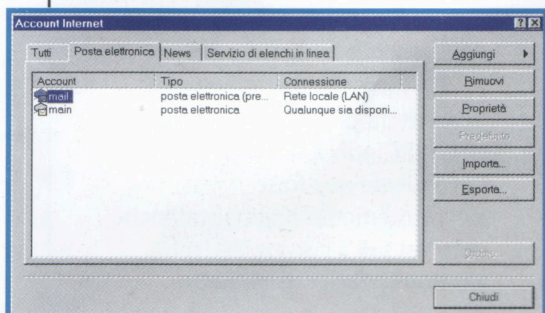 Account Internet
Tutti Posta elettronica News Servizio di elenchi in linea
Account Tipo Connessione
mail posta elettronica (pre... Rete locale (LAN)
main posta elettronica Qualunque sia disponi...
Aggiungi
Rimuovi
Proprietà
Predefinito
Importa...
Esporta...
Chiudi